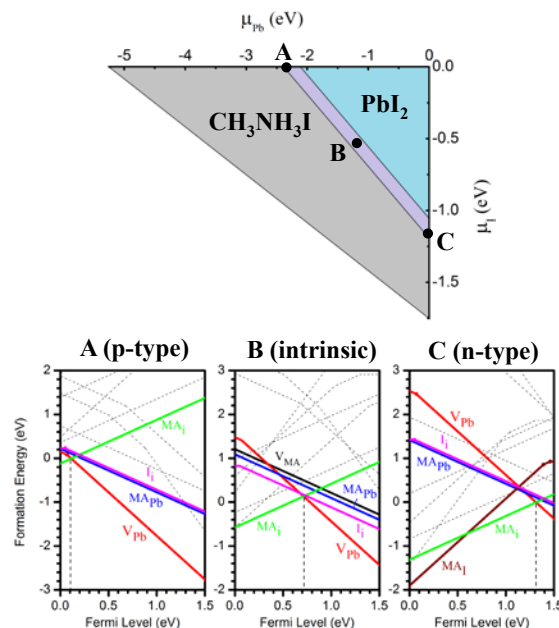 μPb (eV)
A
-5 -4 -3 -2 -1 0
0.0
PbI2
CH3NH3I
-0.5
B
μI (eV)
-1.0
C
-1.5
A (p-type) B (intrinsic) C (n-type)
Formation Energy (eV)
2
1
0
-1
-2
-3
MAi
Ii
MAPb
VPb
0.0 0.5 1.0 1.5
Fermi Level (eV)
3
2
1
0
-1
-2
VMA
MAPb
MAi
Ii
VPb
0.0 0.5 1.0 1.5
Fermi Level (eV)
3
2
1
0
-1
-2
VPb
Ii
MAPb
MAi
MAI
0.0 0.5 1.0 1.5
Fermi Level (eV)